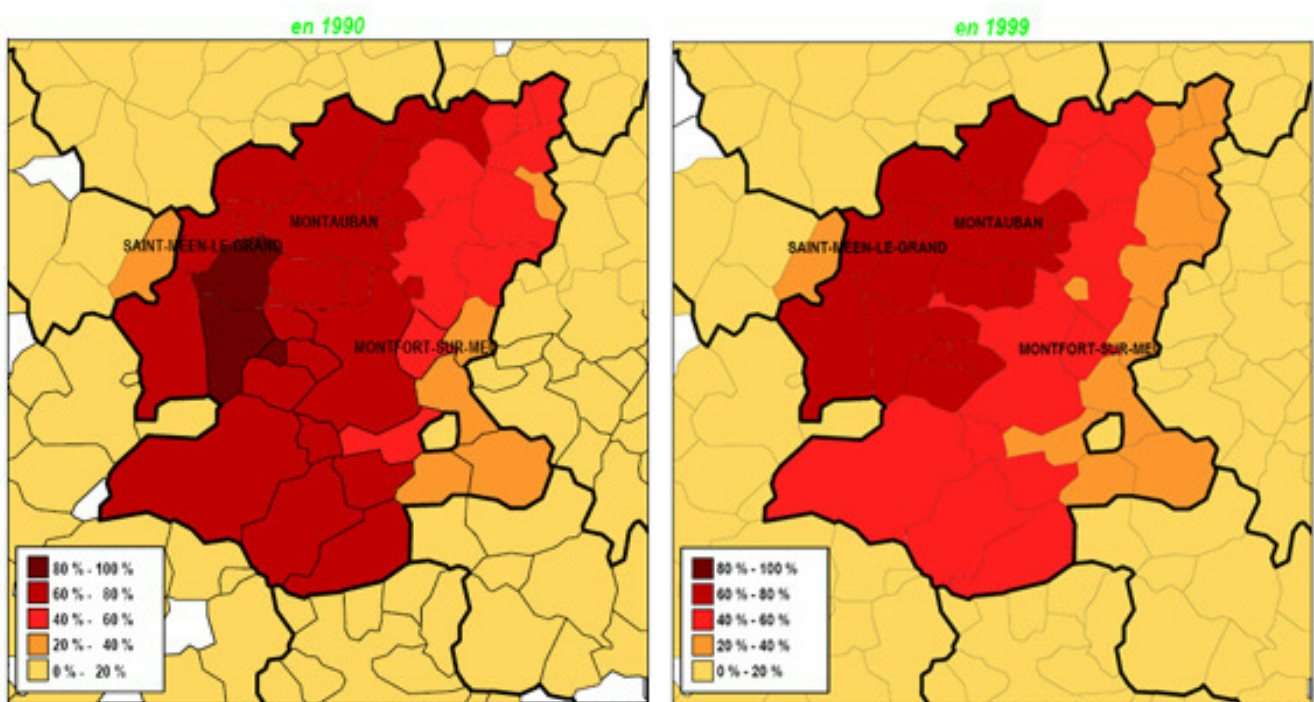 en 1990
MONTAUBAN
SAINT-MEEN-LE-GRAND
MONTFORT-SUR-MEU
80 % - 100 %
60 % - 80 %
40 % - 60 %
20 % - 40 %
0 % - 20 %
en 1999
MONTAUBAN
SAINT-MEEN-LE-GRAND
MONTFORT-SUR-MEU
80 % - 100 %
60 % - 80 %
40 % - 60 %
20 % - 40 %
0 % - 20 %